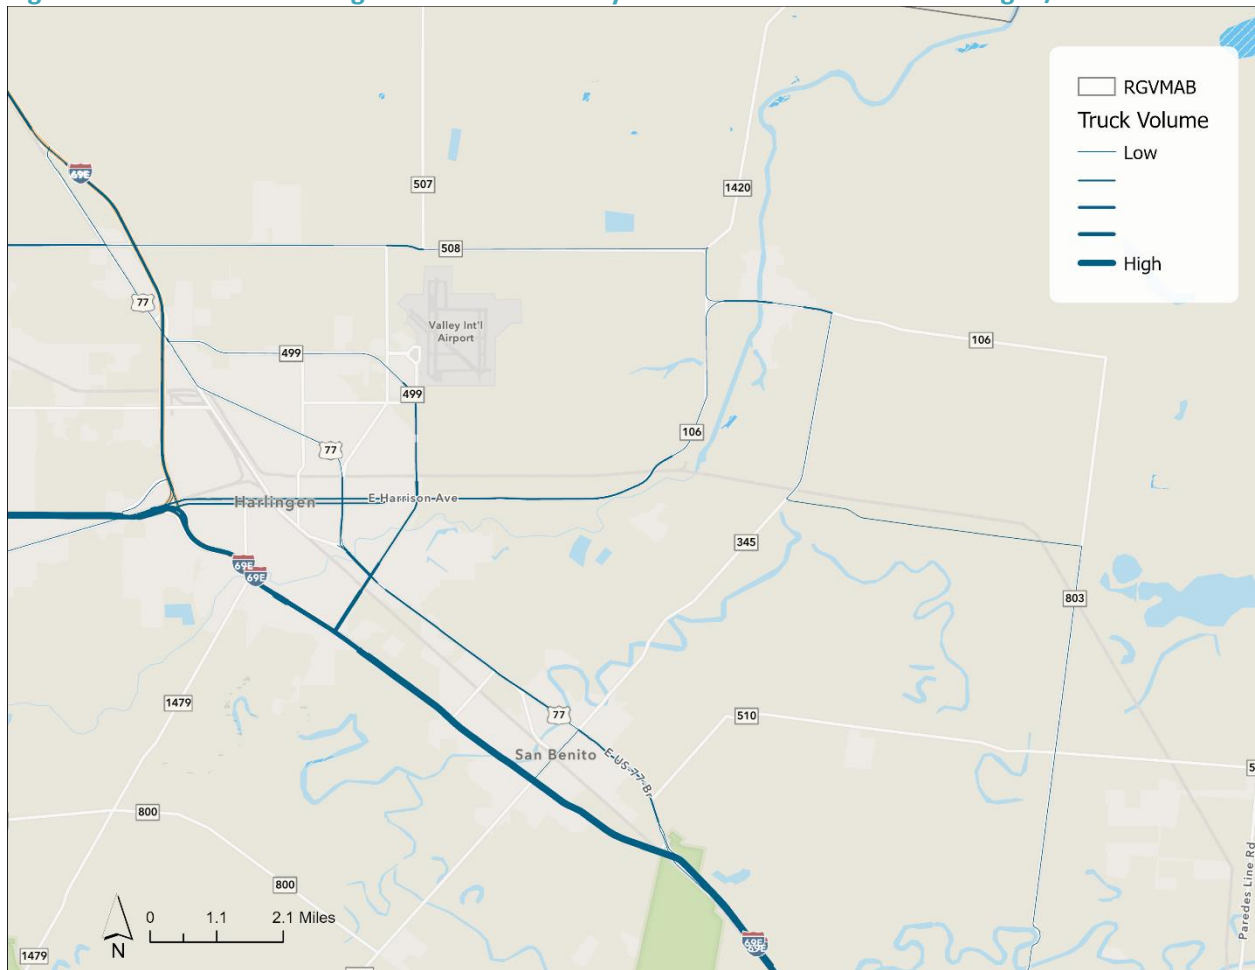 RGVMAB
Truck Volume
Low
High
69E
507
1420
508
77
Valley Int'l
Airport
499
106
499
77
106
Harlingen
E Harrison Ave
345
69E
69E
803
1479
77
510
San Benito
E US 77 Br
800
800
0 1.1 2.1 Miles
N
69E
69E
Paredes Line Rd
1479